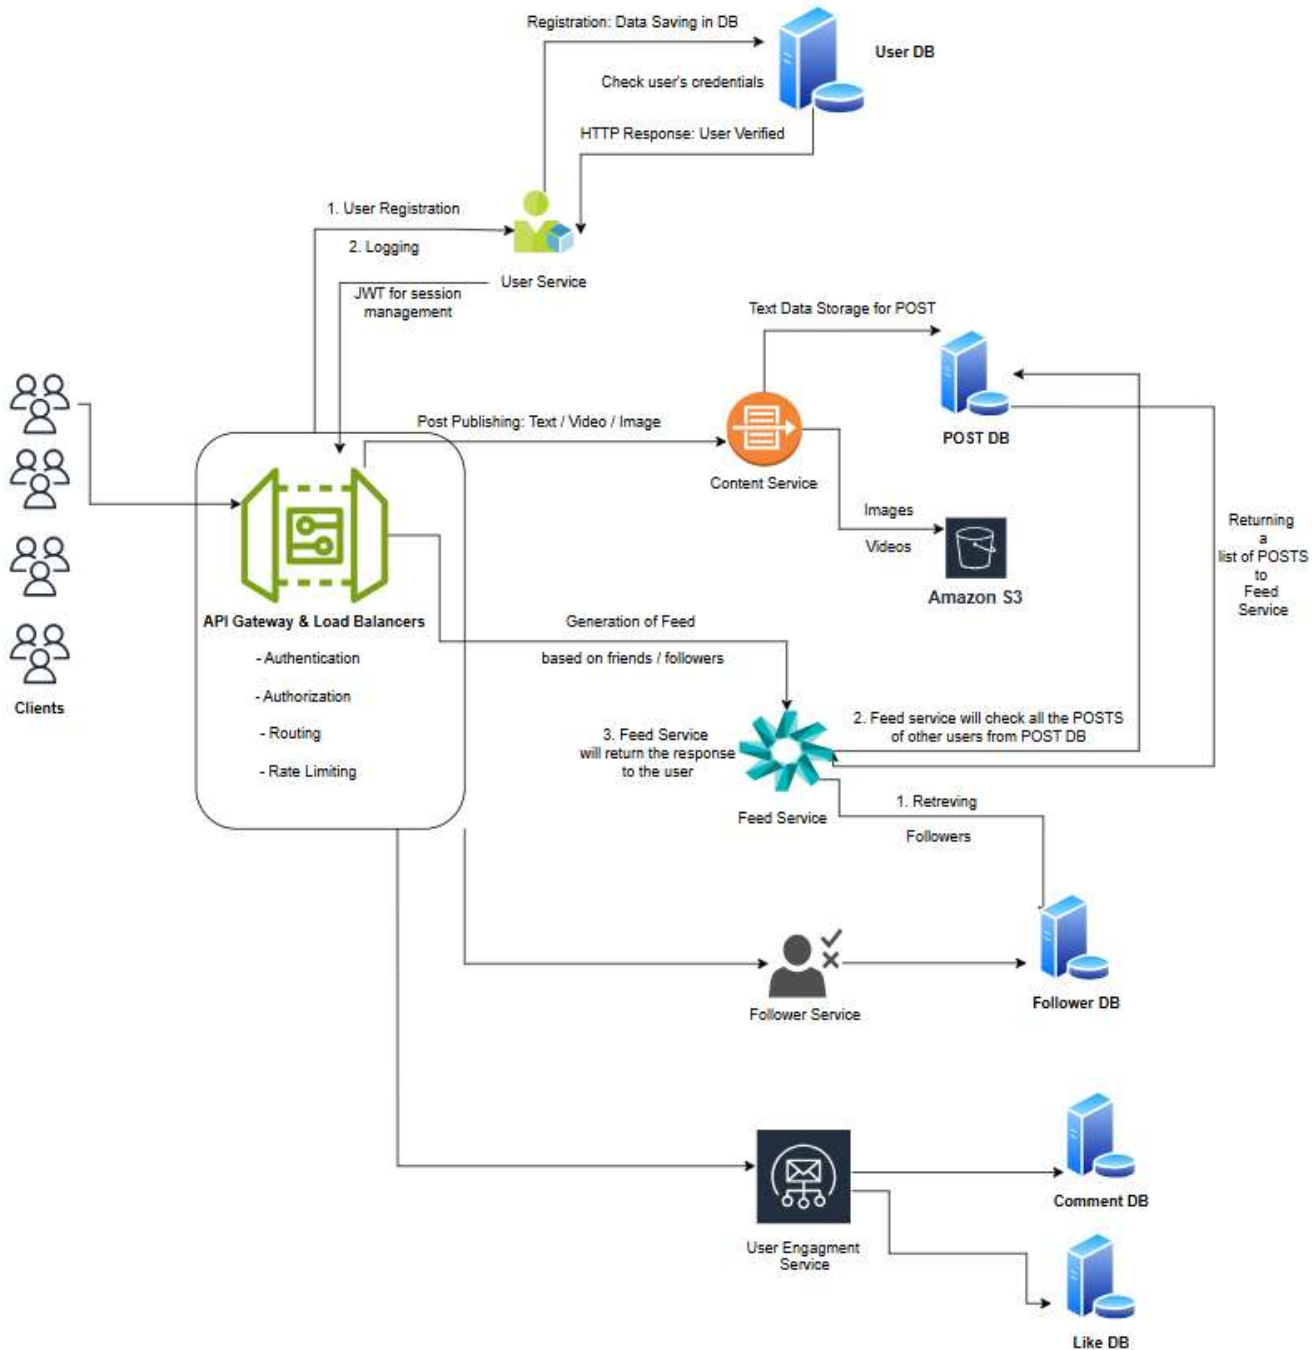 Registration: Data Saving in DB
User DB
Check user's credentials
HTTP Response: User Verified
1. User Registration
2. Logging
User Service
JWT for session
management
Text Data Storage for POST
POST DB
Post Publishing: Text / Video / Image
Content Service
Images
Videos
Amazon S3
Returning
a
list of POSTS
to
Feed
Service
Clients
API Gateway & Load Balancers
- Authentication
- Authorization
- Routing
- Rate Limiting
Generation of Feed
based on friends / followers
3. Feed Service
will return the response
to the user
2. Feed service will check all the POSTS
of other users from POST DB
Feed Service
1. Retreving
Followers
Follower Service
Follower DB
User Engagment
Service
Comment DB
Like DB